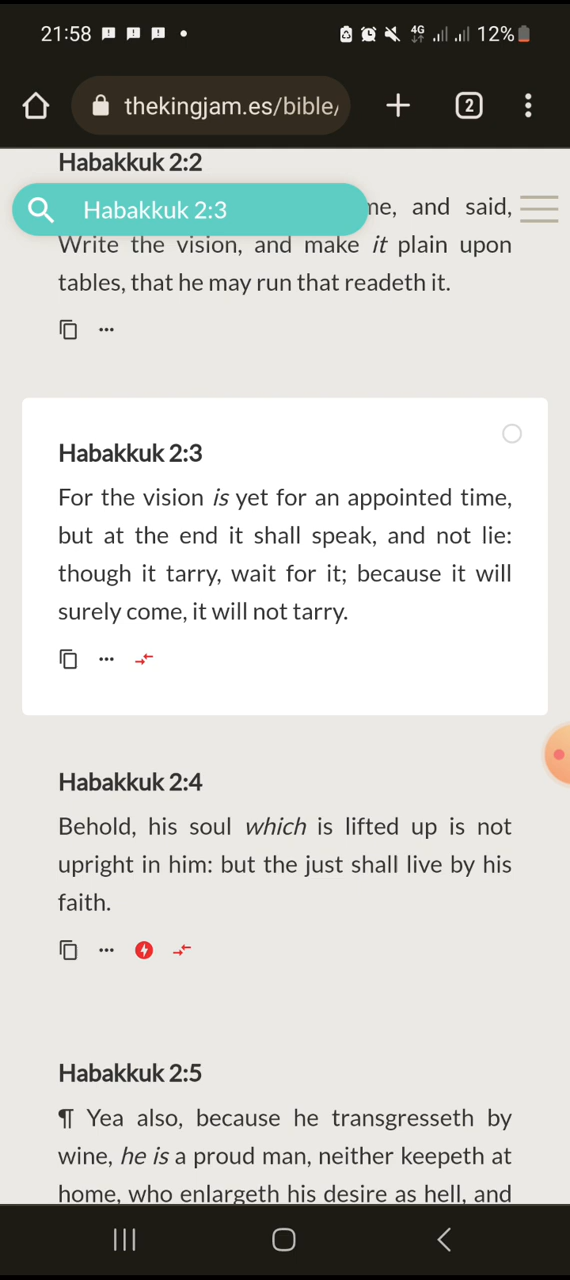 21:58 4G 12%
thekingjam.es/bible/ 2
Habakkuk 2:2
Habakkuk 2:3
me, and said,
Write the vision, and make it plain upon
tables, that he may run that readeth it.
Habakkuk 2:3
For the vision is yet for an appointed time,
but at the end it shall speak, and not lie:
though it tarry, wait for it; because it will
surely come, it will not tarry.
Habakkuk 2:4
Behold, his soul which is lifted up is not
upright in him: but the just shall live by his
faith.
Habakkuk 2:5
¶ Yea also, because he transgresseth by
wine, he is a proud man, neither keepeth at
home, who enlargeth his desire as hell, and